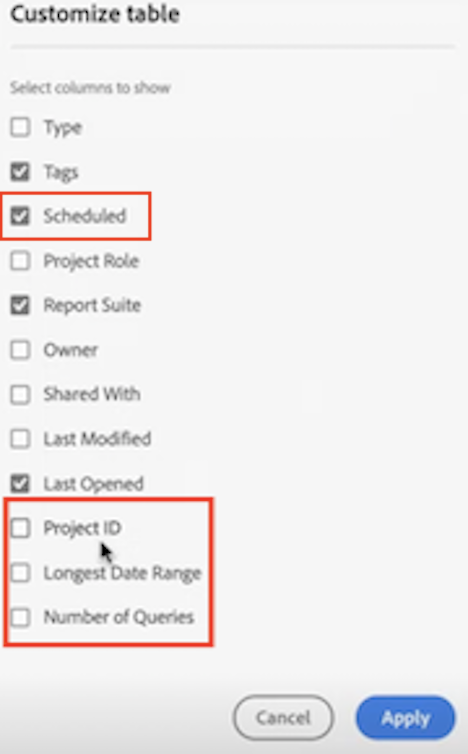 Customize table
Select columns to show
Type
Tags
Scheduled
Project Role
Report Suite
Owner
Shared With
Last Modified
Last Opened
Project ID
Longest Date Range
Number of Queries
Cancel Apply